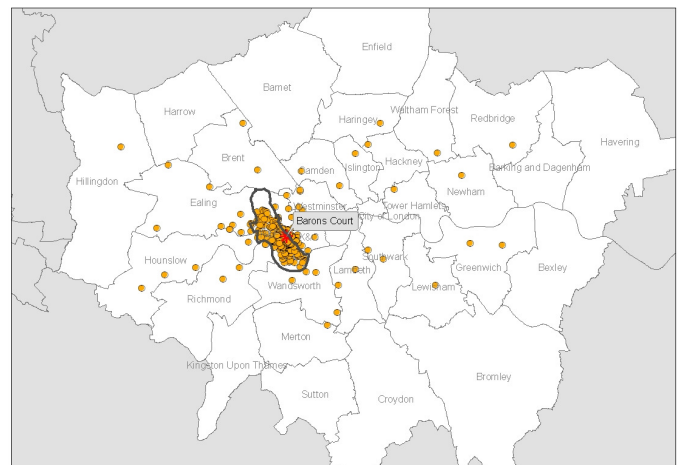 Enfield
Barnet
Harrow
Haringey
Waltham Forest
Redbridge
Havering
Brent
Camden
Islington
Hackney
Barking and Dagenham
Hillingdon
Newham
Ealing
Westminster
Tower Hamlets
City of London
Barons Court
Southwark
Hounslow
Lambeth
Greenwich
Bexley
Wandsworth
Lewisham
Richmond
Merton
Kingston Upon Thames
Bromley
Sutton
Croydon